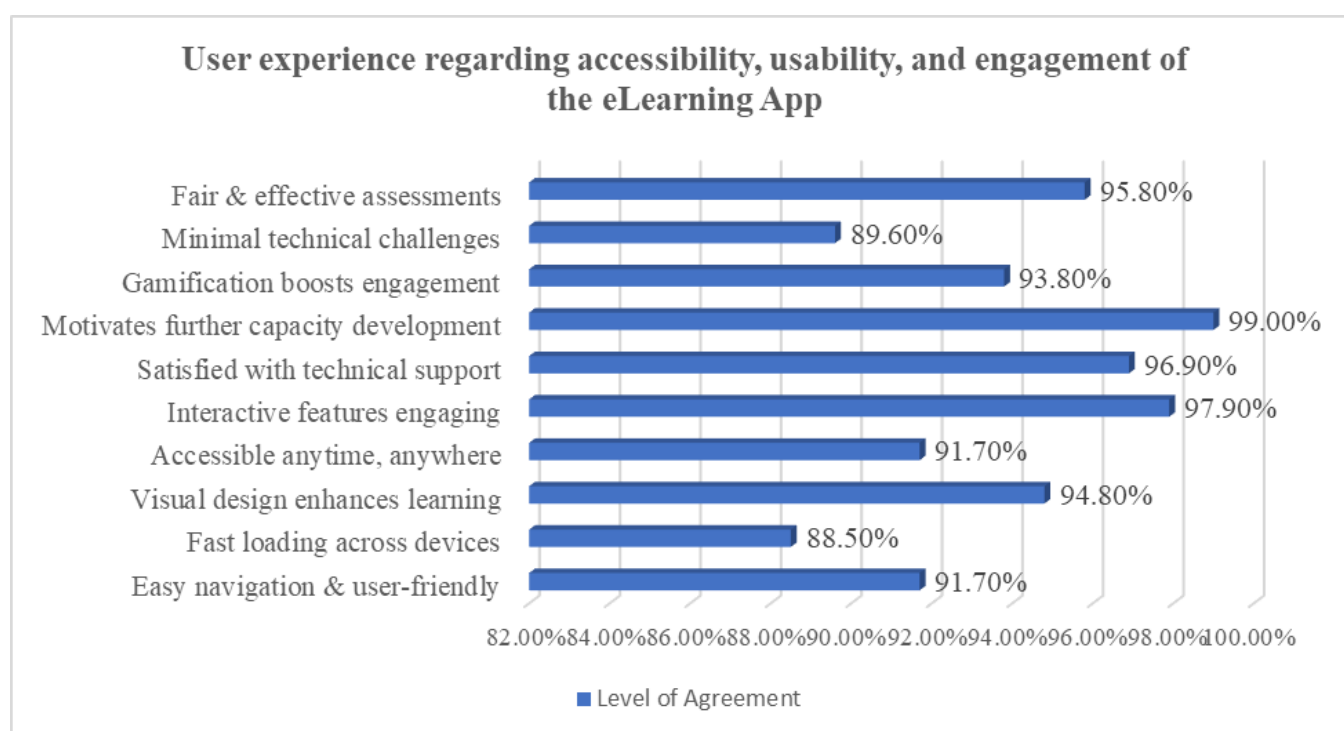 User experience regarding accessibility, usability, and engagement of
the eLearning App
Fair & effective assessments 95.80%
Minimal technical challenges 89.60%
Gamification boosts engagement 93.80%
Motivates further capacity development 99.00%
Satisfied with technical support 96.90%
Interactive features engaging 97.90%
Accessible anytime, anywhere 91.70%
Visual design enhances learning 94.80%
Fast loading across devices 88.50%
Easy navigation & user-friendly 91.70%
82.00% 84.00% 86.00% 88.00% 90.00% 92.00% 94.00% 96.00% 98.00% 100.00%
Level of Agreement